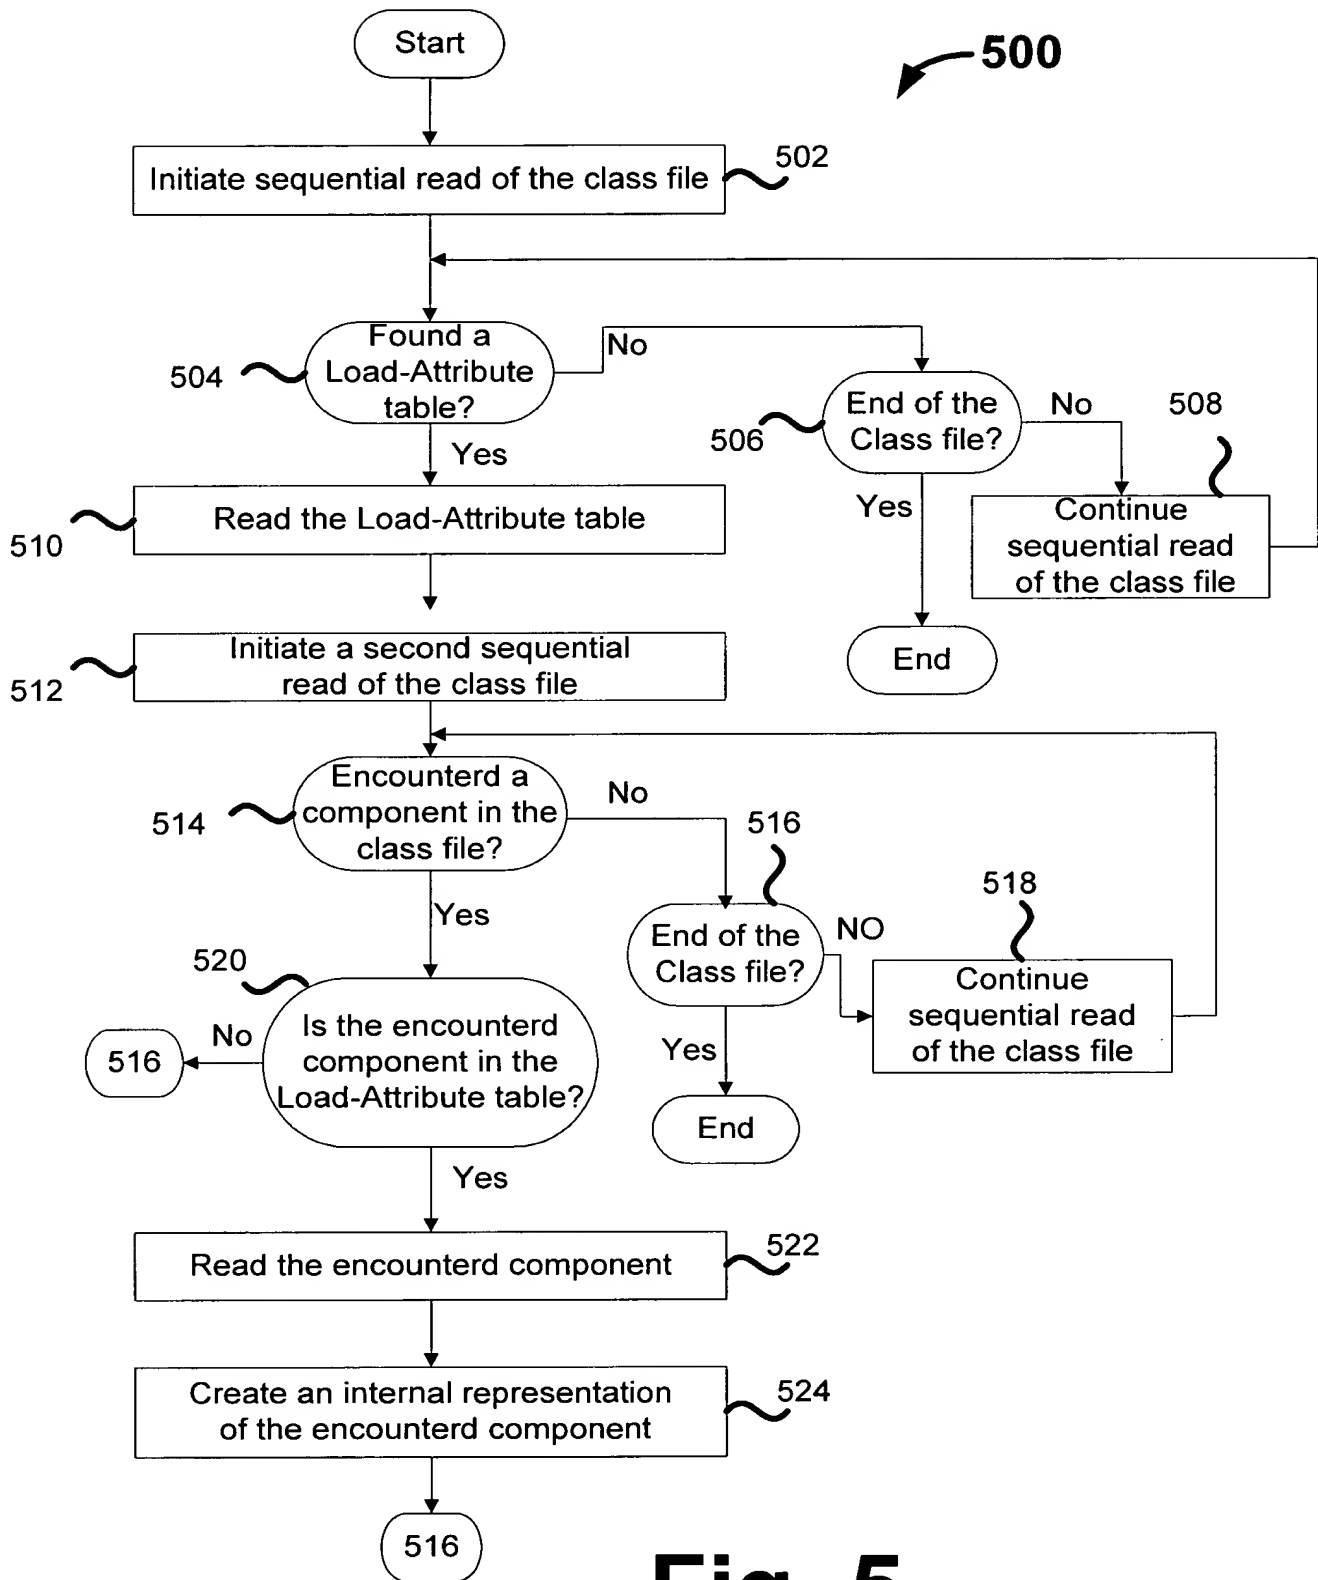 Start
500
Initiate sequential read of the class file
502
Found a
Load-Attribute
table?
504
No
End of the
Class file?
506
No
508
Yes
Yes
Read the Load-Attribute table
510
Continue
sequential read
of the class file
Initiate a second sequential
read of the class file
512
End
Encounterd a
component in the
class file?
514
No
516
518
Yes
End of the
Class file?
NO
Continue
sequential read
of the class file
520
Is the encounterd
component in the
Load-Attribute table?
No
516
Yes
End
Yes
Read the encounterd component
522
Create an internal representation
of the encounterd component
524
516
Fig. 5